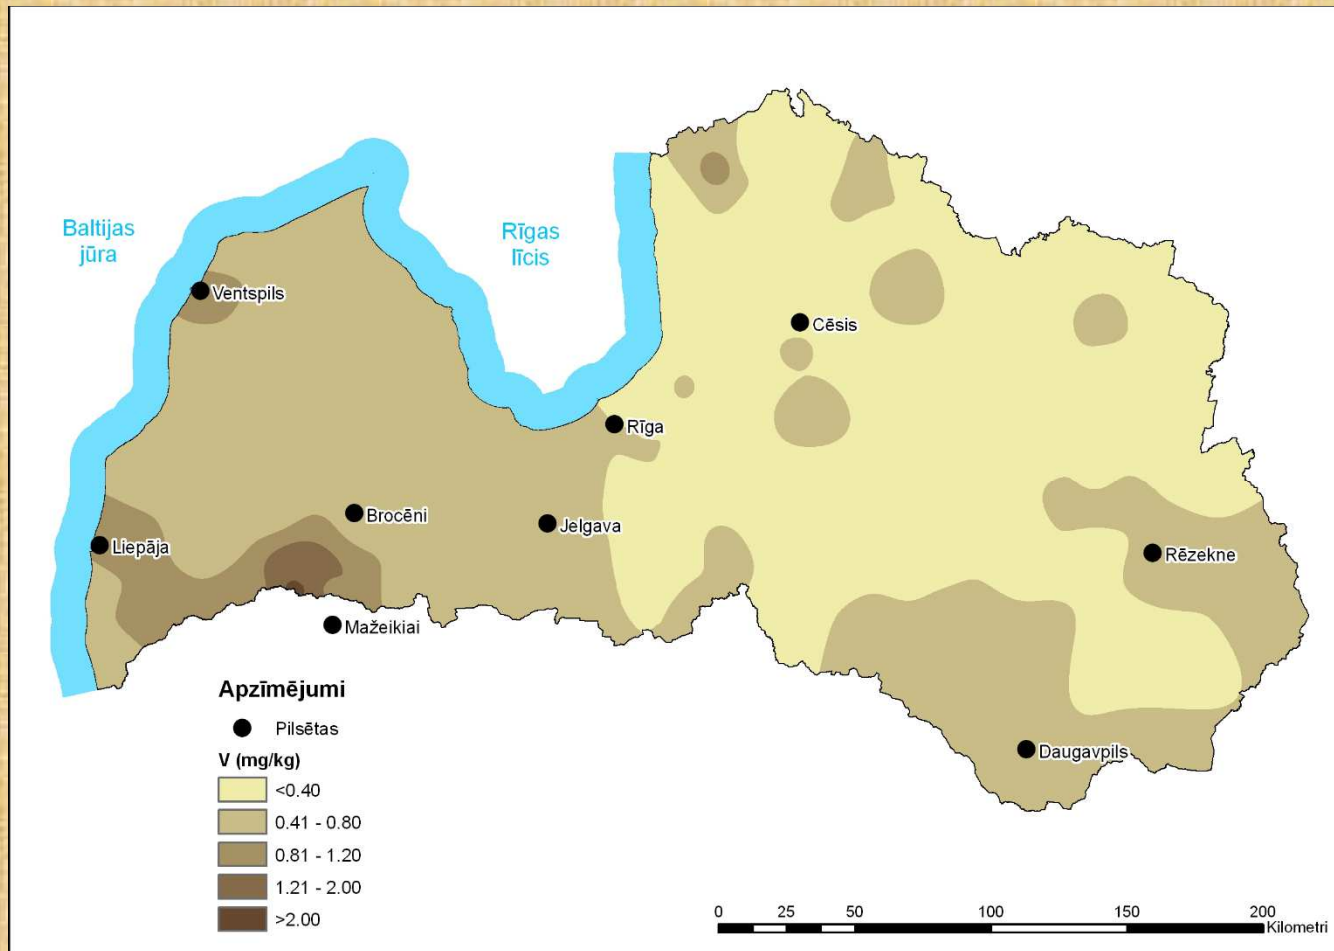 Baltijas
jūra
Rīgas
līcis
Ventspils
Cēsis
Rīga
Brocēni
Jelgava
Liepāja
Rēzekne
Mažeikiai
Daugavpils
Apzīmējumi
Pilsētas
V (mg/kg)
<0.40
0.41 - 0.80
0.81 - 1.20
1.21 - 2.00
>2.00
0 25 50 100 150 200
Kilometri